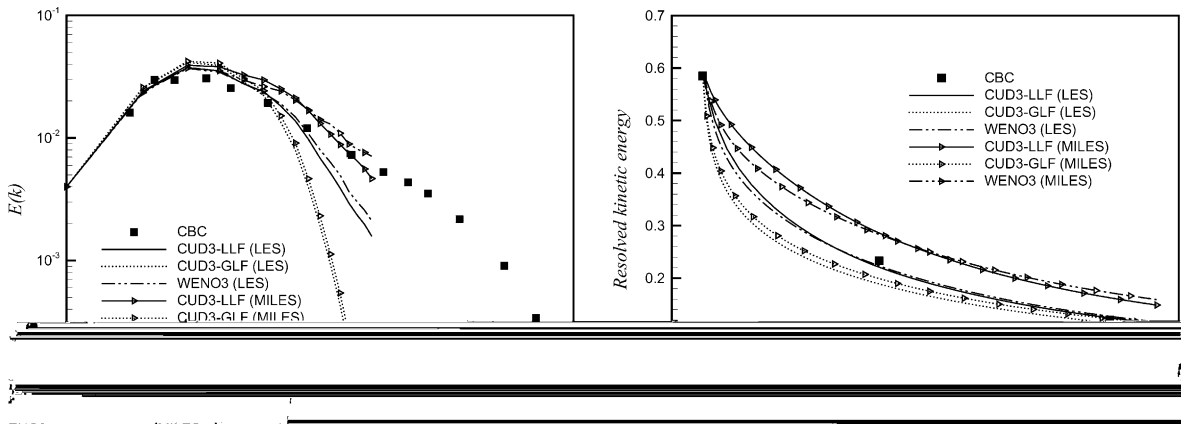 10⁻¹
10⁻²
10⁻³
E(k)
CBC
CUD3-LLF (LES)
CUD3-GLF (LES)
WENO3 (LES)
CUD3-LLF (MILES)
CUD3-GLF (MILES)
0.7
0.6
0.5
0.4
0.3
0.2
Resolved kinetic energy
CBC
CUD3-LLF (LES)
CUD3-GLF (LES)
WENO3 (LES)
CUD3-LLF (MILES)
CUD3-GLF (MILES)
WENO3 (MILES)